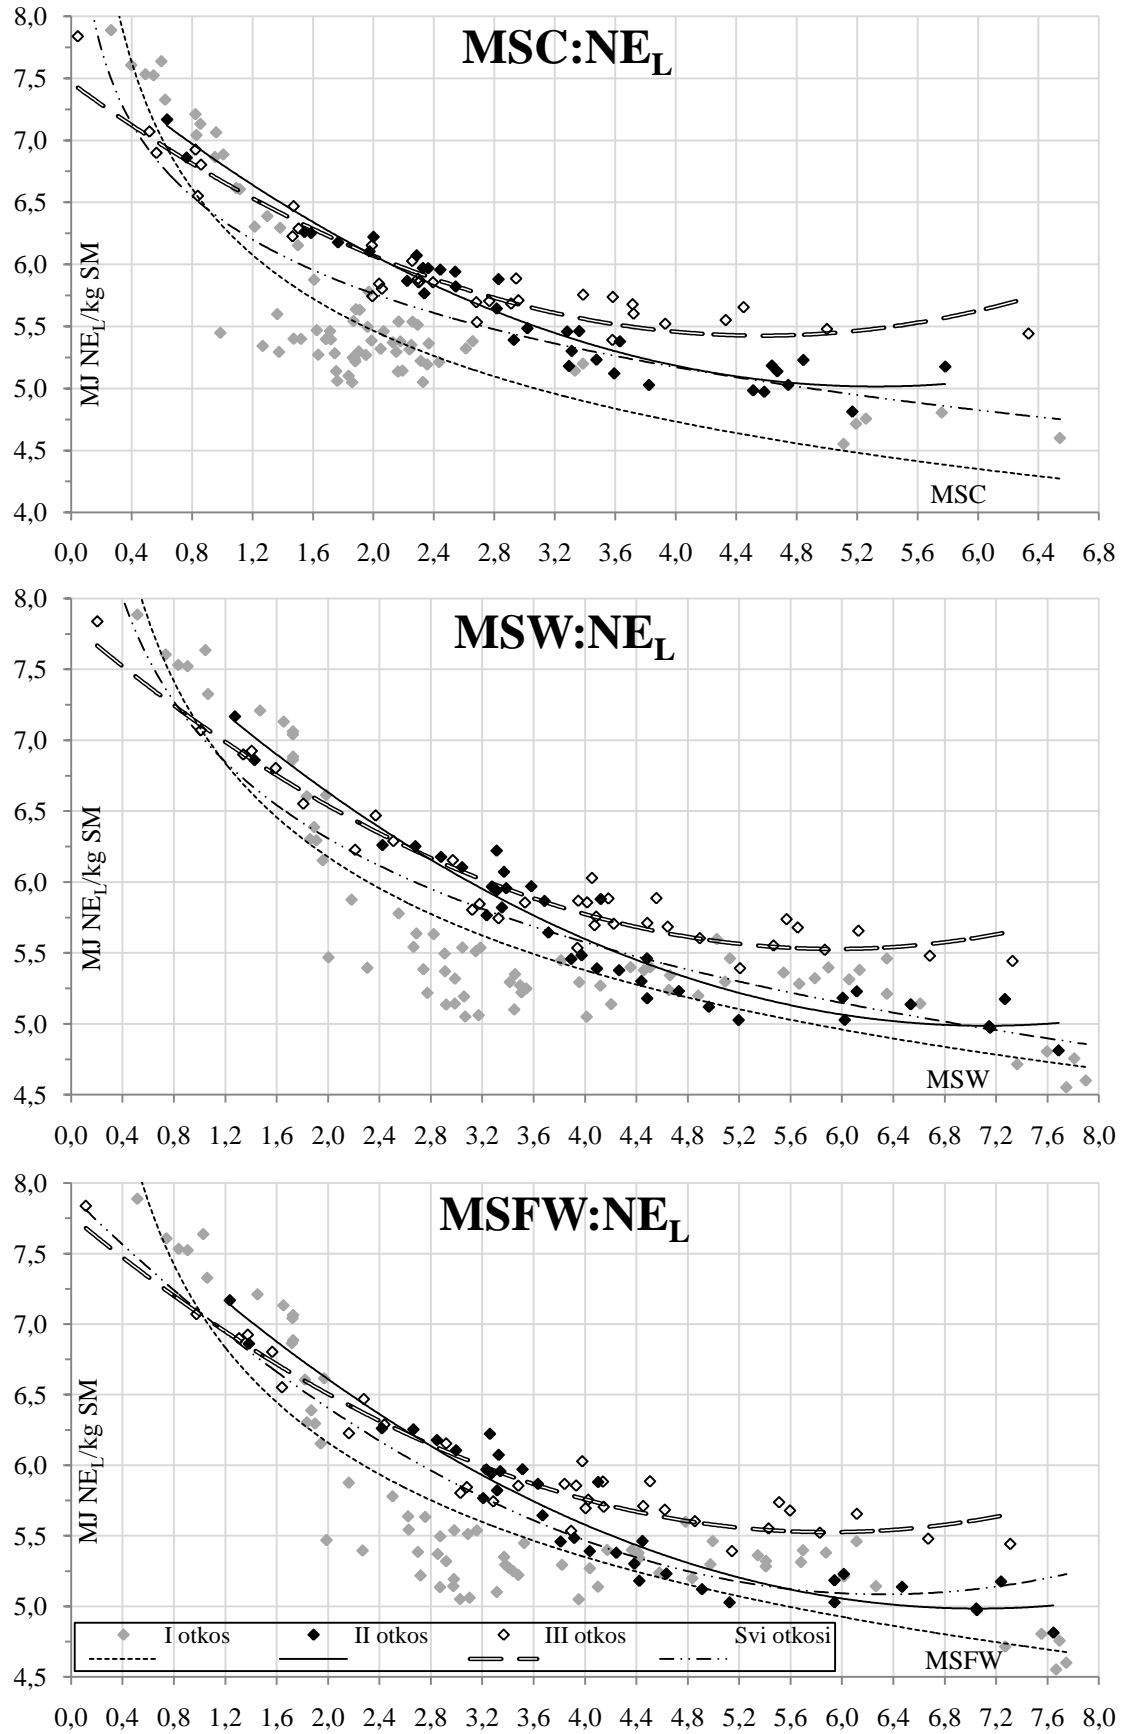 MSC:NEL
8,0
7,5
7,0
6,5
6,0
5,5
5,0
4,5
4,0
MJ NEL/kg SM
MSC
0,0 0,4 0,8 1,2 1,6 2,0 2,4 2,8 3,2 3,6 4,0 4,4 4,8 5,2 5,6 6,0 6,4 6,8
MSW:NEL
8,0
7,5
7,0
6,5
6,0
5,5
5,0
4,5
MJ NEL/kg SM
MSW
0,0 0,4 0,8 1,2 1,6 2,0 2,4 2,8 3,2 3,6 4,0 4,4 4,8 5,2 5,6 6,0 6,4 6,8 7,2 7,6 8,0
MSFW:NEL
8,0
7,5
7,0
6,5
6,0
5,5
5,0
4,5
MJ NEL/kg SM
I otkos II otkos III otkos Svi otkosi
MSFW
0,0 0,4 0,8 1,2 1,6 2,0 2,4 2,8 3,2 3,6 4,0 4,4 4,8 5,2 5,6 6,0 6,4 6,8 7,2 7,6 8,0